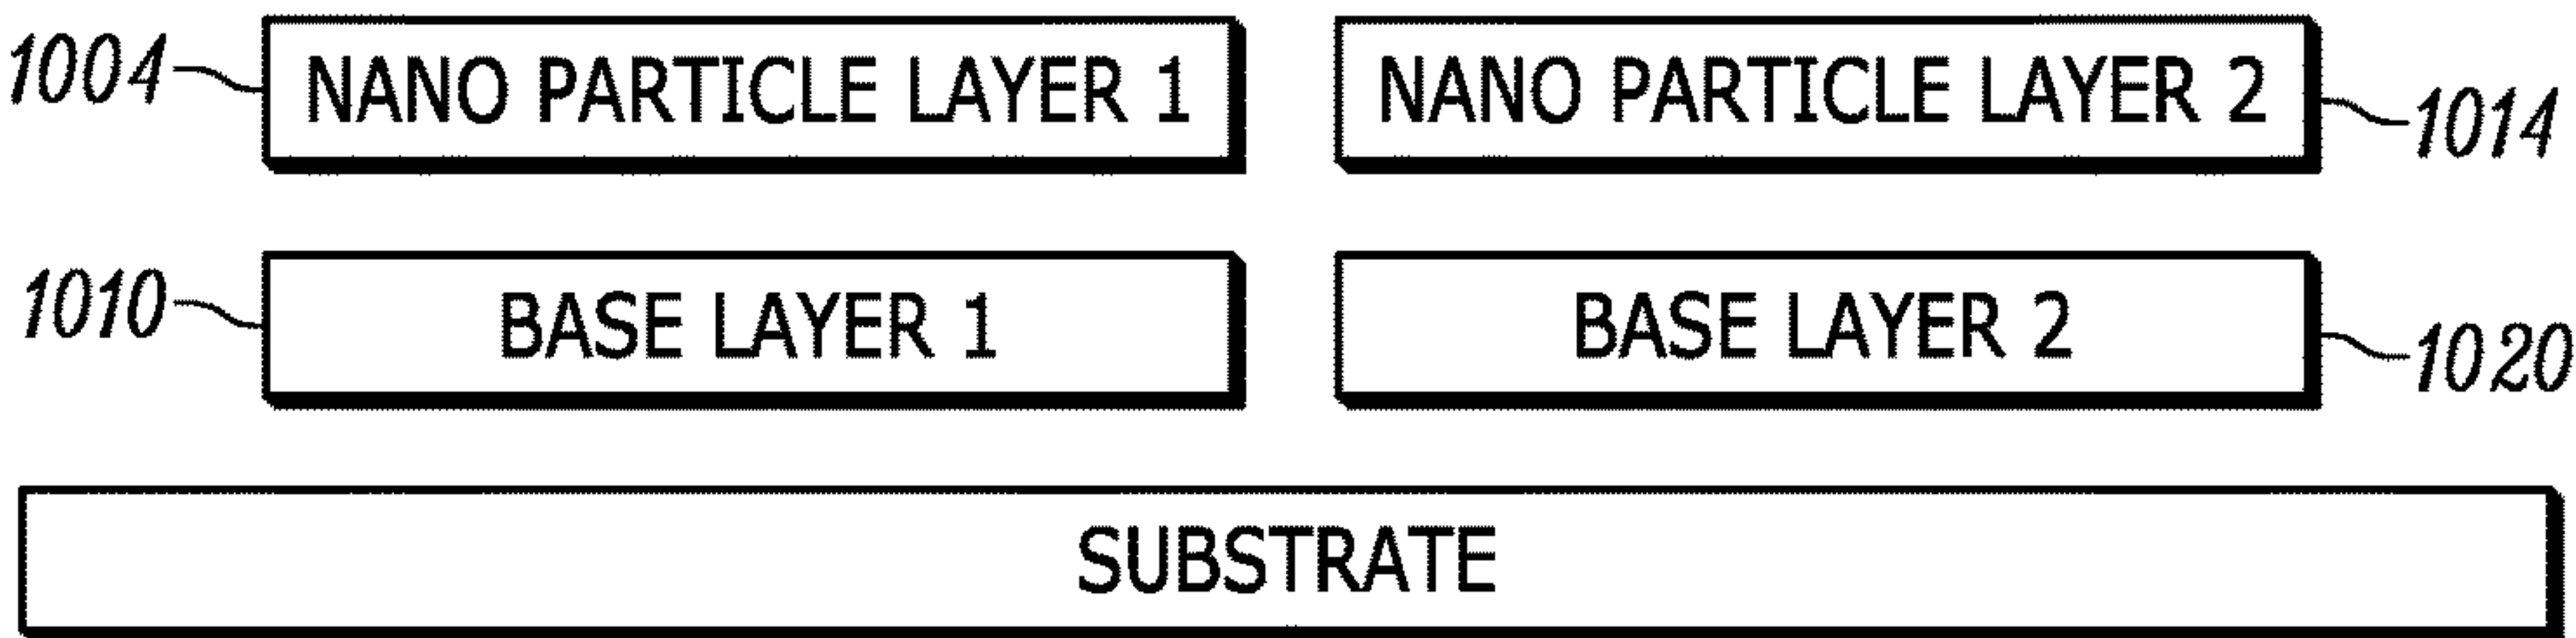 1004 NANO PARTICLE LAYER 1 NANO PARTICLE LAYER 2 1014
1010 BASE LAYER 1 BASE LAYER 2 1020
SUBSTRATE